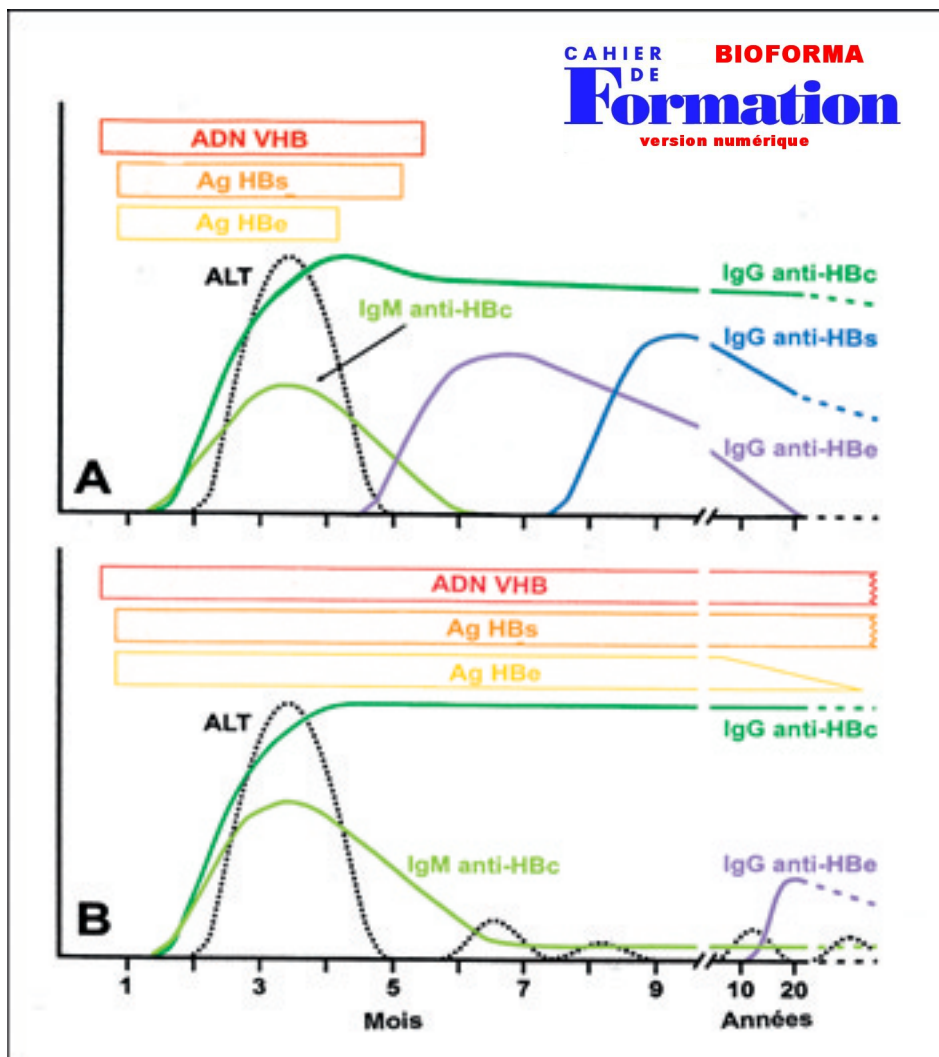 CAHIER BIOFORMA
DE
Formation
version numérique
ADN VHB
Ag HBs
Ag HBe
ALT
IgG anti-HBc
IgM anti-HBc
IgG anti-HBs
IgG anti-HBe
A
ADN VHB
Ag HBs
Ag HBe
ALT
IgG anti-HBc
IgM anti-HBc
IgG anti-HBe
B
1 3 5 7 9 10 20
Mois Années